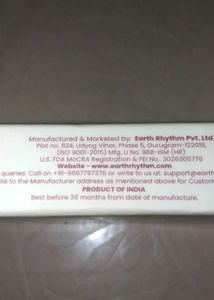 Manufactured & Marketed by: Earth Rhythm Pvt. Ltd.
Plot no. 834, Udyog Vihar, Phase 5, Gurugram-122016,
(ISO 9001-2015) Mfg. Li No. 988-ISM (HR)
U.S. FDA MoCRA Registration & FEI No.: 3026305776
Website - www.earthrhythm.com
queries: Call on +91-9667797376 or write to us at: support@earth
ite to the Manufacturer address as mentioned above for Custom
PRODUCT OF INDIA
Best before 36 months from date of manufacture.